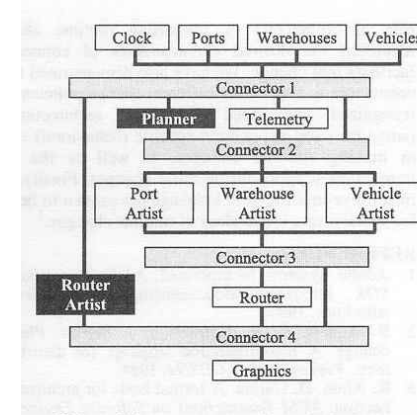 Clock Ports Warehouses Vehicles
Connector 1
Planner Telemetry
Connector 2
Port Warehouse Vehicle
Artist Artist Artist
Connector 3
Router
Artist
Router
Connector 4
Graphics